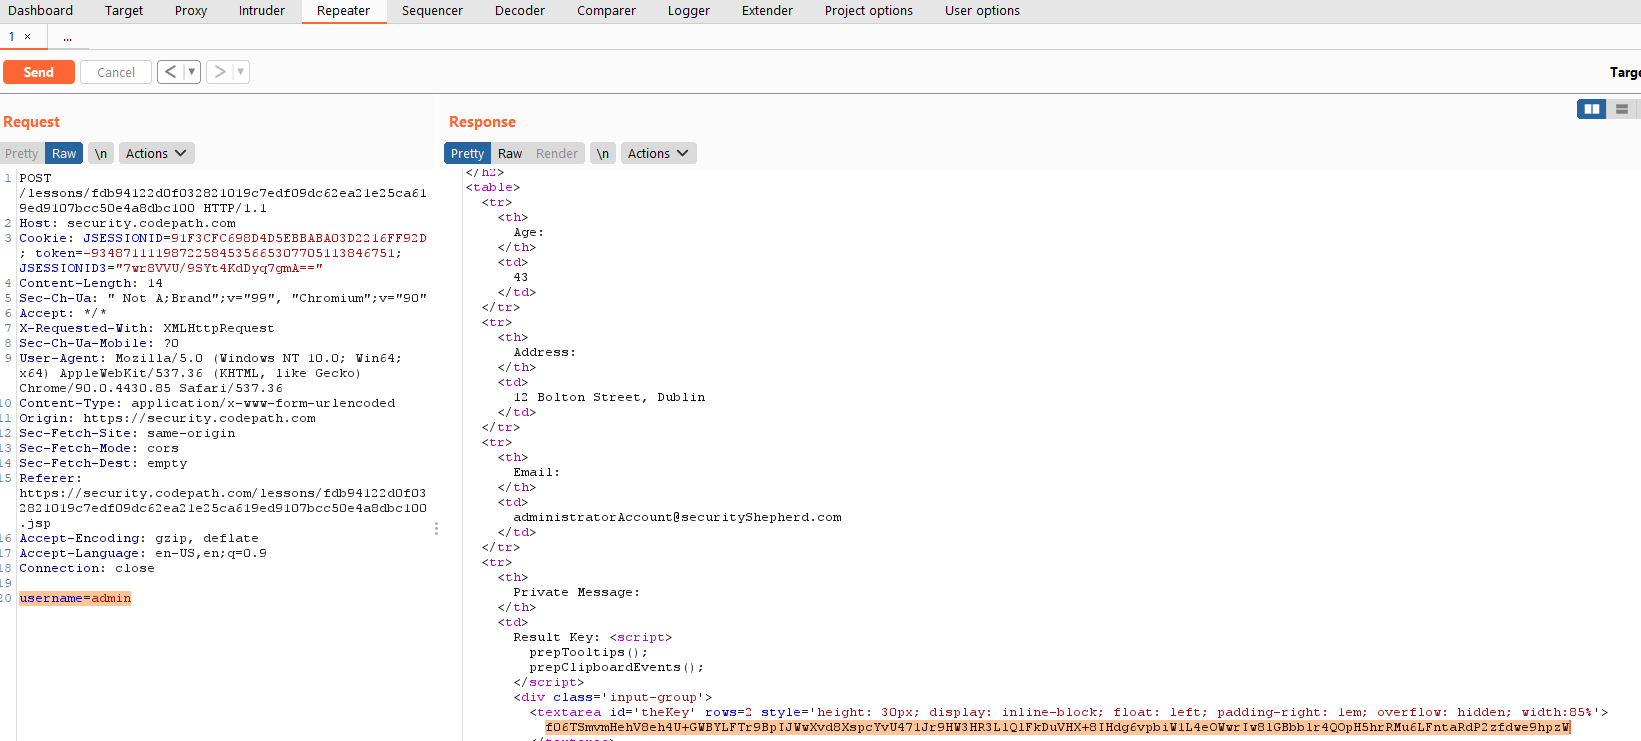 Dashboard Target Proxy Intruder Repeater Sequencer Decoder Comparer Logger Extender Project options User options
1 × ...
Send Cancel < ▼ > ▼ Targe
Request
Pretty Raw \n Actions
1 POST
/lessons/fdb94122d0f032821019c7edf09dc62ea21e25ca61
9ed9107bcc50e4a8dbc100 HTTP/1.1
2 Host: security.codepath.com
3 Cookie: JSESSIONID=91F3CFC698D4D5EBBABA03D2216FF92D
; token=-93487111198722584535665307705113846751;
JSESSIONID3="7wr8VVU/9SYt4KdDyq7gmA=="
4 Content-Length: 14
5 Sec-Ch-Ua: " Not A;Brand";v="99", "Chromium";v="90"
6 Accept: */*
7 X-Requested-With: XMLHttpRequest
8 Sec-Ch-Ua-Mobile: ?0
9 User-Agent: Mozilla/5.0 (Windows NT 10.0; Win64;
x64) AppleWebKit/537.36 (KHTML, like Gecko)
Chrome/90.0.4430.85 Safari/537.36
10 Content-Type: application/x-www-form-urlencoded
11 Origin: https://security.codepath.com
12 Sec-Fetch-Site: same-origin
13 Sec-Fetch-Mode: cors
14 Sec-Fetch-Dest: empty
15 Referer:
https://security.codepath.com/lessons/fdb94122d0f03
2821019c7edf09dc62ea21e25ca619ed9107bcc50e4a8dbc100
.jsp
16 Accept-Encoding: gzip, deflate
17 Accept-Language: en-US,en;q=0.9
18 Connection: close
19
20 username=admin
Response
Pretty Raw Render \n Actions
</h2>
<table>
<tr>
<th>
Age:
</th>
<td>
43
</td>
</tr>
<tr>
<th>
Address:
</th>
<td>
12 Bolton Street, Dublin
</td>
</tr>
<tr>
<th>
Email:
</th>
<td>
administratorAccount@securityShepherd.com
</td>
</tr>
<tr>
<th>
Private Message:
</th>
<td>
Result Key: <script>
prepTooltips();
prepClipboardEvents();
</script>
<div class='input-group'>
<textarea id='theKey' rows=2 style='height: 30px; display: inline-block; float: left; padding-right: 1em; overflow: hidden; width:85%'>